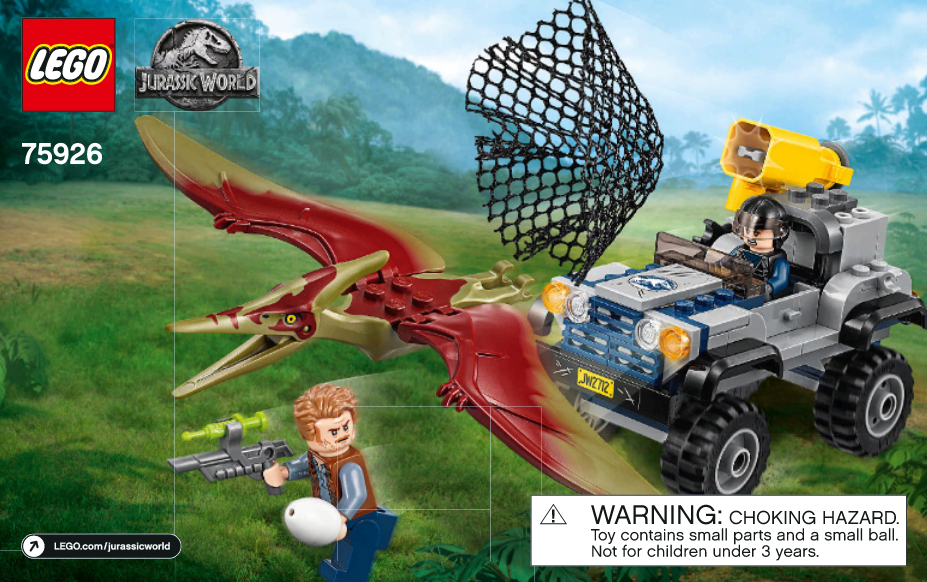 LEGO
JURASSIC WORLD
75926
JW2712
LEGO.com/jurassicworld
WARNING: CHOKING HAZARD.
Toy contains small parts and a small ball.
Not for children under 3 years.